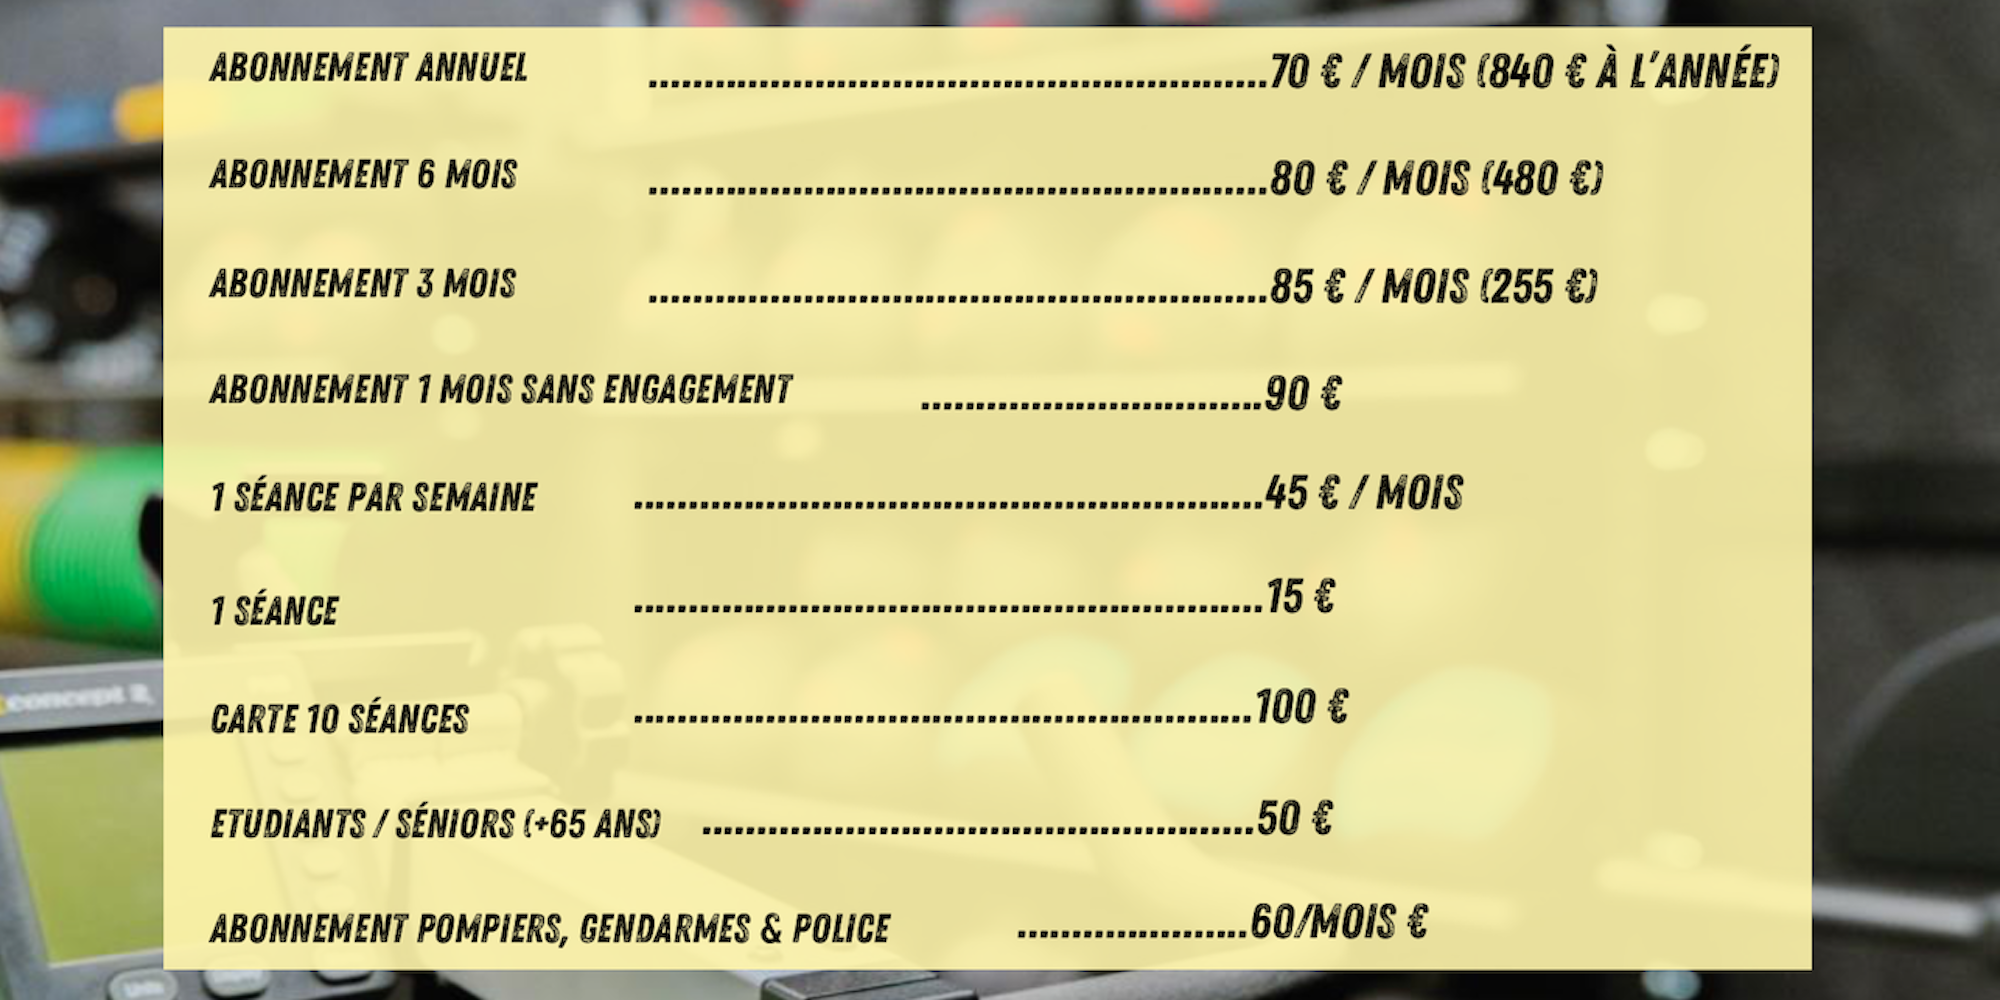 ABONNEMENT ANNUEL ........................................................70 € / MOIS (840 € À L'ANNÉE)
ABONNEMENT 6 MOIS ........................................................80 € / MOIS (480 €)
ABONNEMENT 3 MOIS ........................................................85 € / MOIS (255 €)
ABONNEMENT 1 MOIS SANS ENGAGEMENT ...............................90 €
1 SÉANCE PAR SEMAINE .........................................................45 € / MOIS
1 SÉANCE .........................................................15 €
CARTE 10 SÉANCES ........................................................100 €
ETUDIANTS / SÉNIORS (+65 ANS) ..................................................50 €
ABONNEMENT POMPIERS, GENDARMES & POLICE .....................60/MOIS €
concept 2
Units